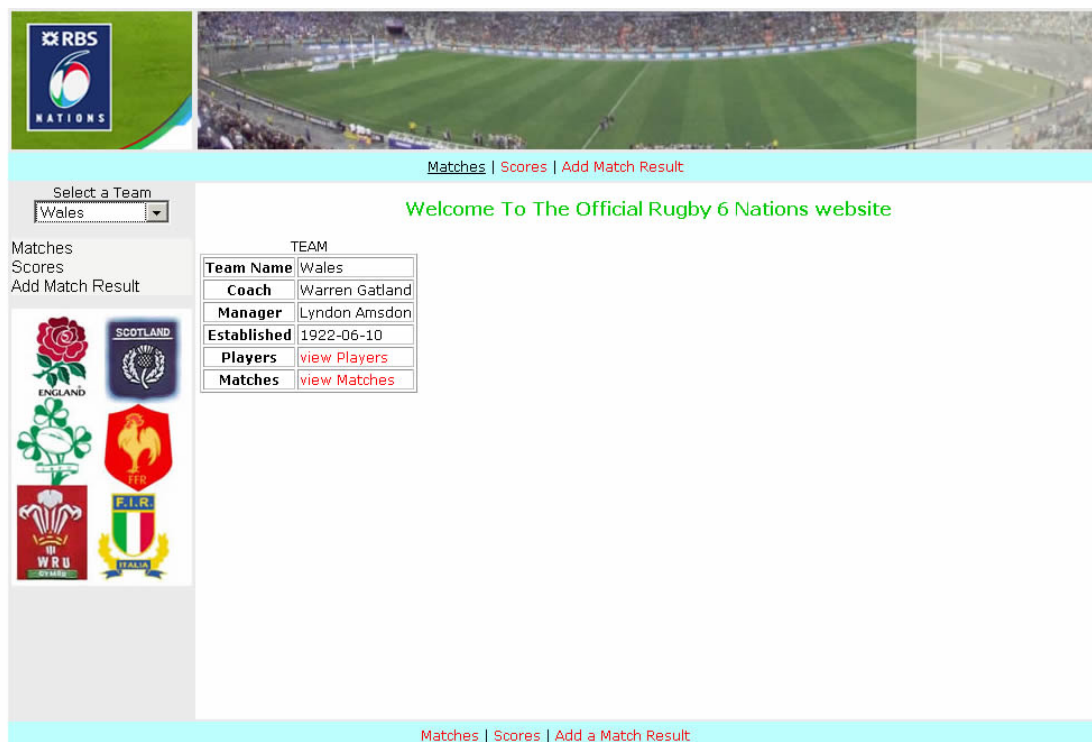 RBS
6
NATIONS
Matches | Scores | Add Match Result
Select a Team
Wales
Welcome To The Official Rugby 6 Nations website
Matches
Scores
Add Match Result
TEAM
Team Name Wales
Coach Warren Gatland
Manager Lyndon Amsdon
Established 1922-06-10
Players view Players
Matches view Matches
ENGLAND
SCOTLAND
FFR
WRU
CYMRU
F.I.R.
ITALIA
Matches | Scores | Add a Match Result